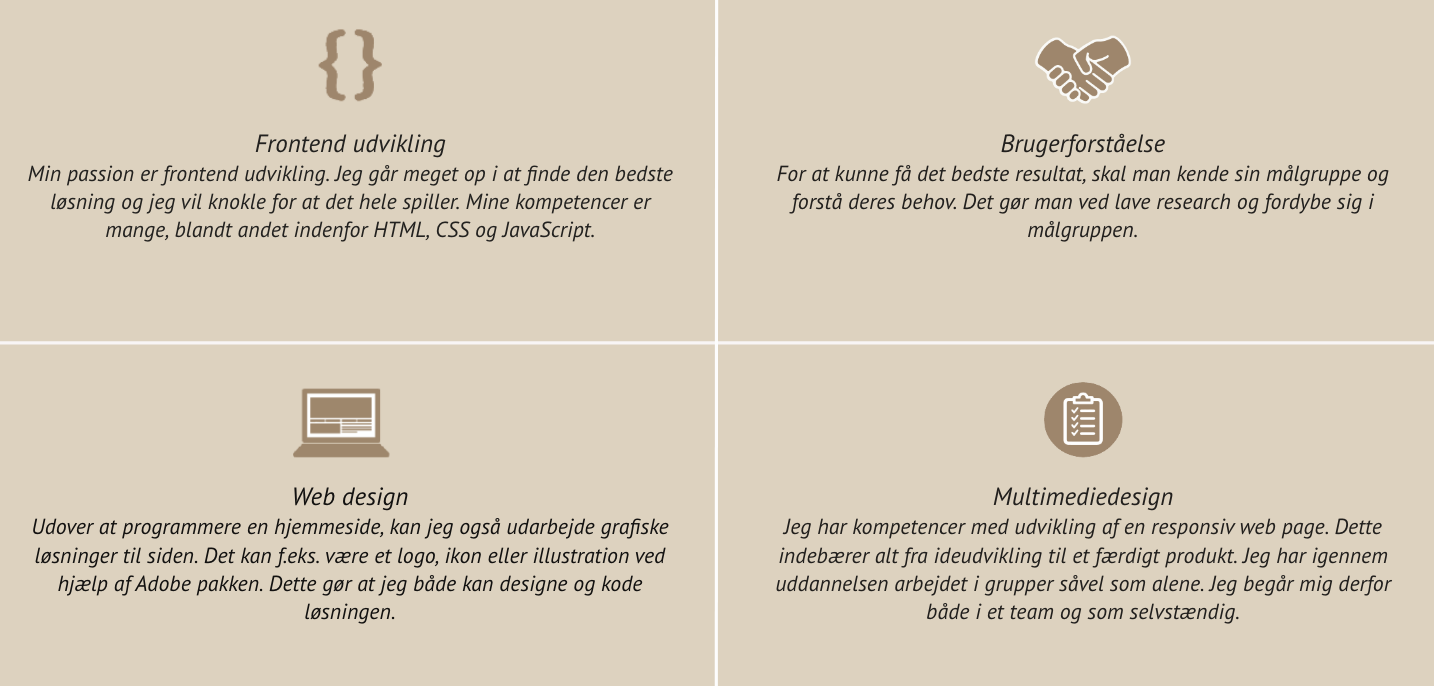 Frontend udvikling
Min passion er frontend udvikling. Jeg går meget op i at finde den bedste
løsning og jeg vil knokle for at det hele spiller. Mine kompetencer er
mange, blandt andet indenfor HTML, CSS og JavaScript.
Brugerforståelse
For at kunne få det bedste resultat, skal man kende sin målgruppe og
forstå deres behov. Det gør man ved lave research og fordybe sig i
målgruppen.
Web design
Udover at programmere en hjemmeside, kan jeg også udarbejde grafiske
løsninger til siden. Det kan f.eks. være et logo, ikon eller illustration ved
hjælp af Adobe pakken. Dette gør at jeg både kan designe og kode
løsningen.
Multimediedesign
Jeg har kompetencer med udvikling af en responsiv web page. Dette
indebærer alt fra ideudvikling til et færdigt produkt. Jeg har igennem
uddannelsen arbejdet i grupper såvel som alene. Jeg begår mig derfor
både i et team og som selvstændig.